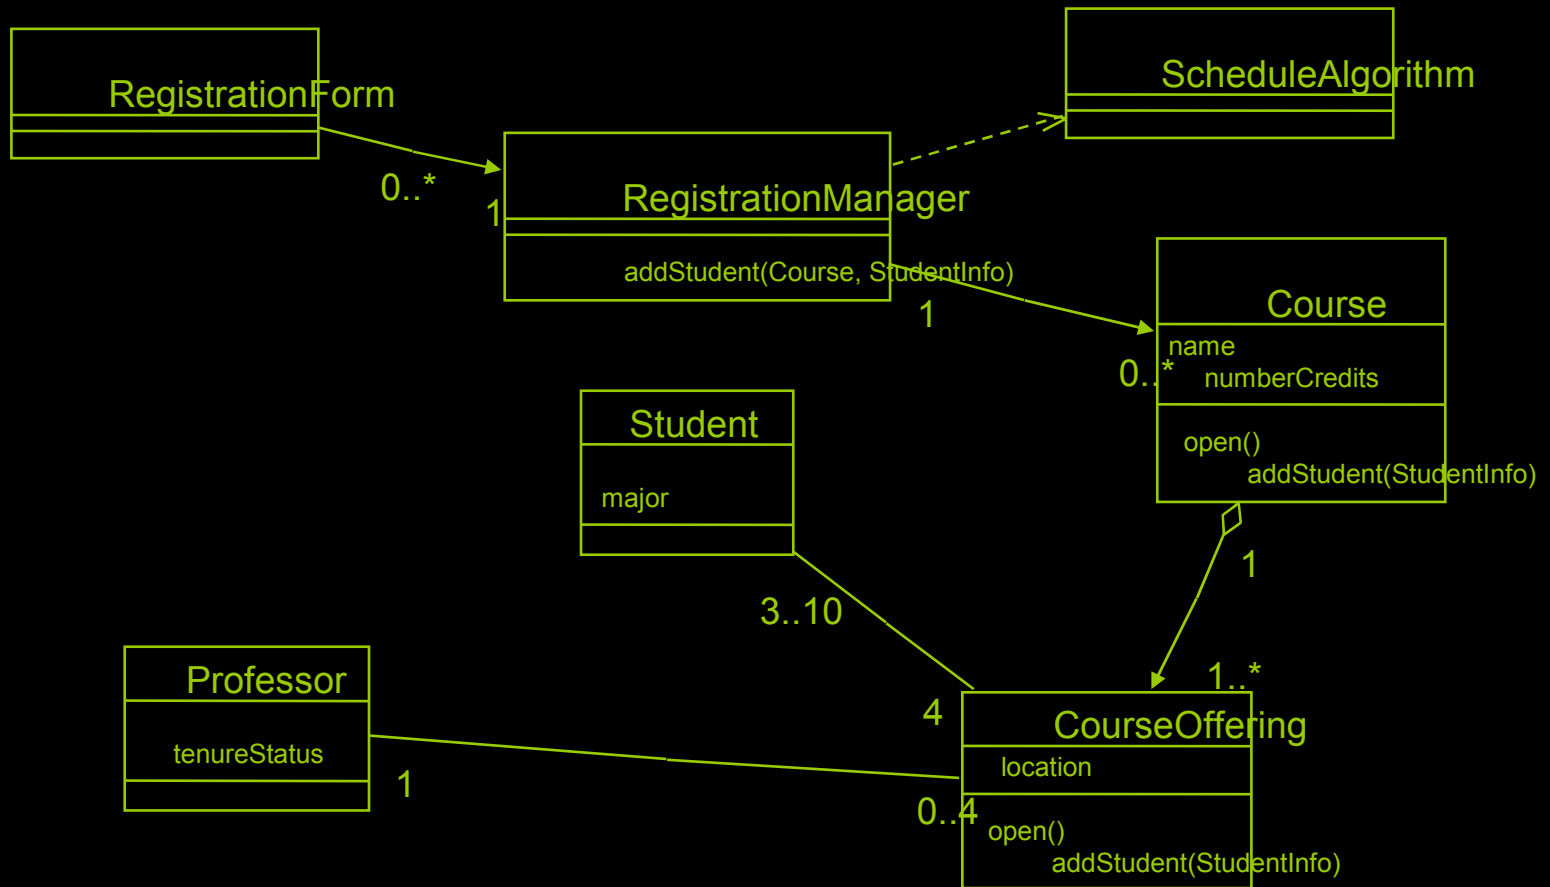 ScheduleAlgorithm
RegistrationForm
0..*
1
RegistrationManager
addStudent(Course, StudentInfo)
1
Course
name
numberCredits
0..*
open()
addStudent(StudentInfo)
Student
major
1
3..10
1..*
Professor
tenureStatus
1
4
CourseOffering
location
0..4
open()
addStudent(StudentInfo)